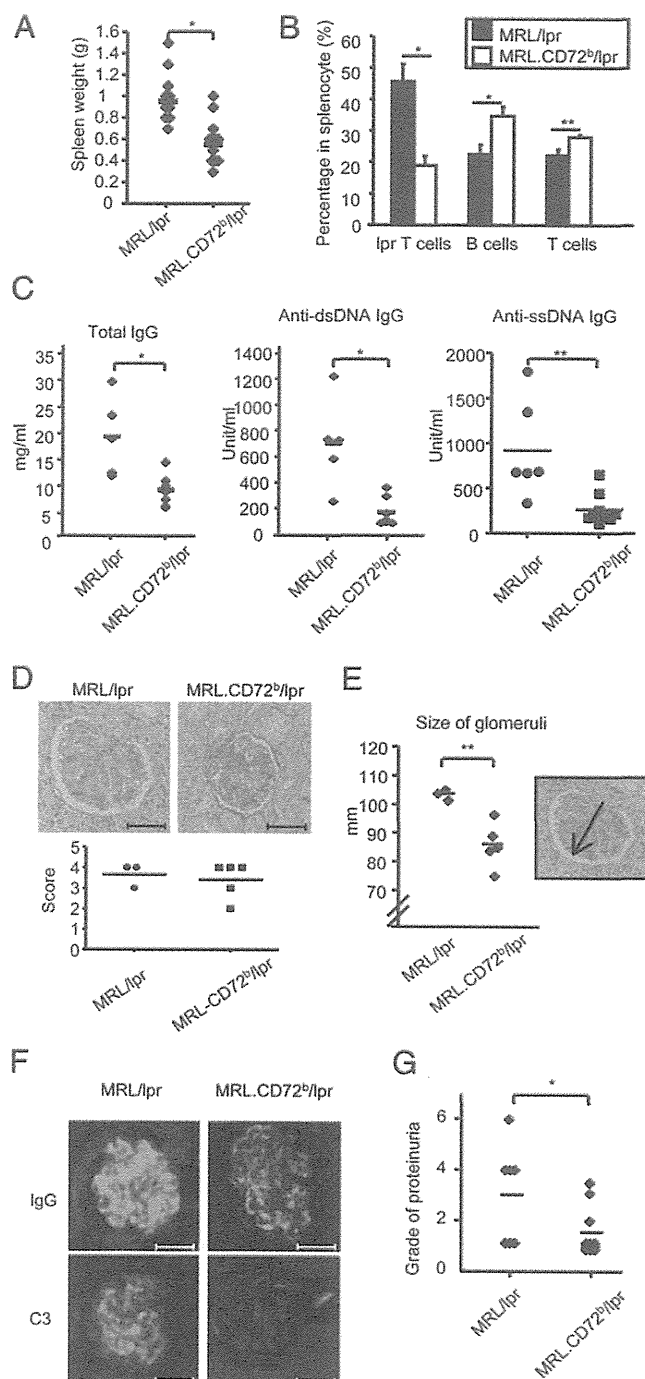 A
Spleen weight (g)
1.6
1.4
1.2
1
0.8
0.6
0.4
0.2
0
*
MRL/lpr
MRL.CD72ᵇ/lpr
B
Percentage in splenocyte (%)
60
50
40
30
20
10
0
MRL/lpr
MRL.CD72ᵇ/lpr
*
*
**
lpr T cells B cells T cells
C
Total IgG
mg/ml
35
30
25
20
15
10
5
0
*
MRL/lpr
MRL.CD72ᵇ/lpr
Anti-dsDNA IgG
Unit/ml
1400
1200
1000
800
600
400
200
0
*
MRL/lpr
MRL.CD72ᵇ/lpr
Anti-ssDNA IgG
Unit/ml
2000
1500
1000
500
0
**
MRL/lpr
MRL.CD72ᵇ/lpr
D
MRL/lpr MRL.CD72ᵇ/lpr
Score
5
4
3
2
1
0
MRL/lpr
MRL-CD72ᵇ/lpr
E
Size of glomeruli
mm
120
110
100
90
80
70
**
MRL/lpr
MRL.CD72ᵇ/lpr
F
MRL/lpr MRL.CD72ᵇ/lpr
IgG
C3
G
Grade of proteinuria
6
4
2
0
*
MRL/lpr
MRL.CD72ᵇ/lpr